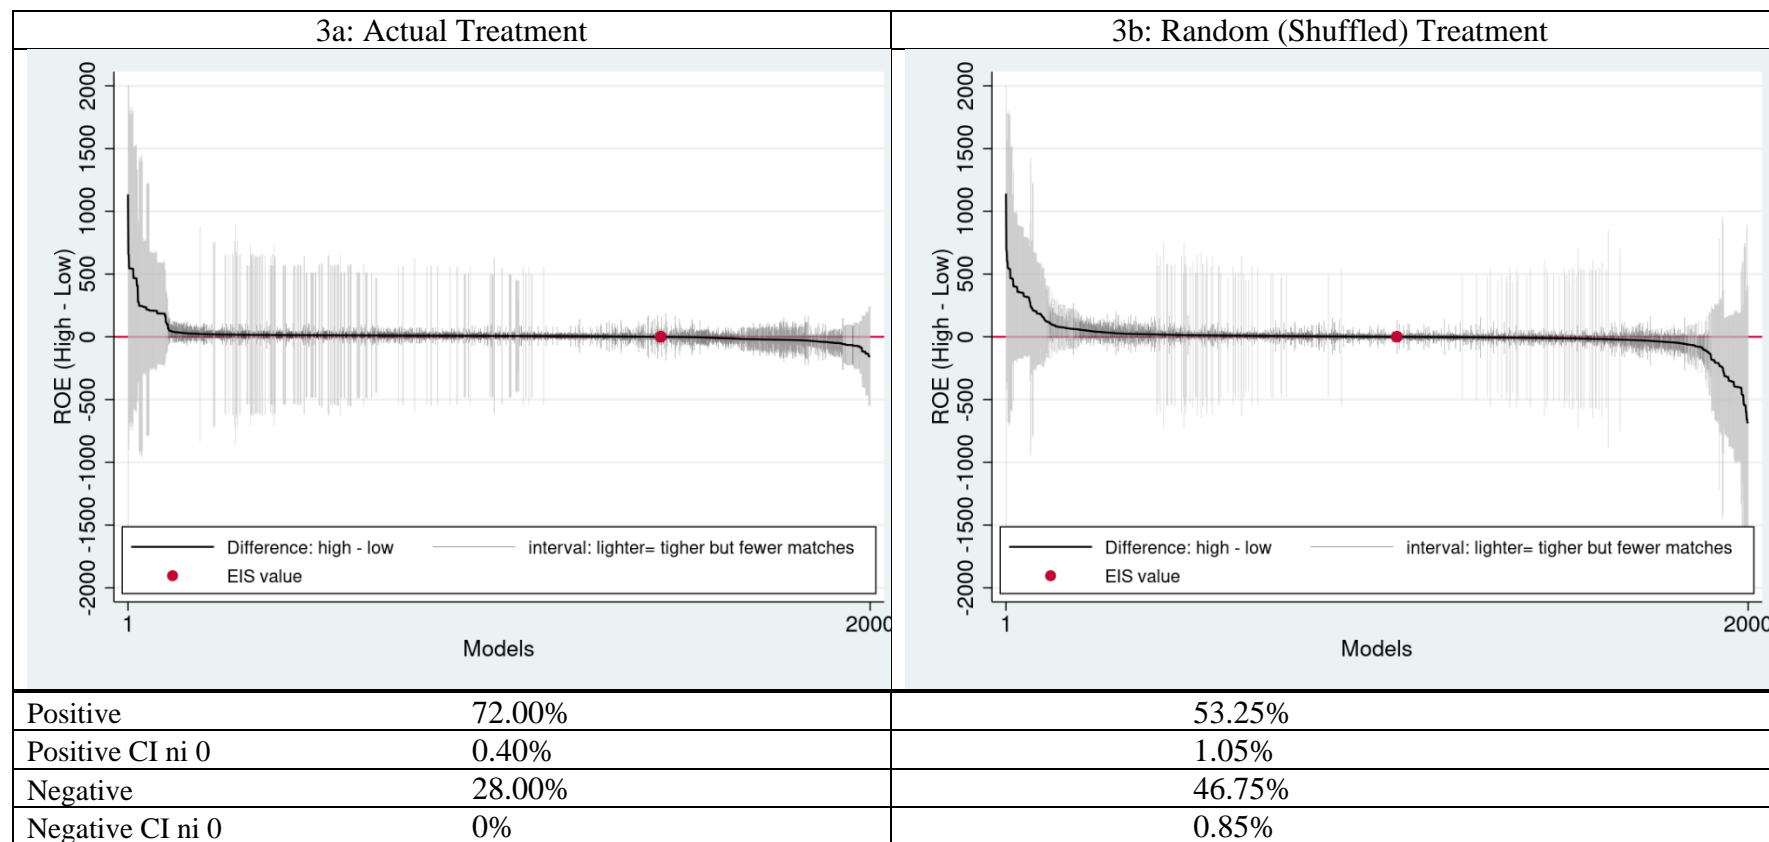 3a: Actual Treatment
3b: Random (Shuffled) Treatment
ROE (High - Low)
2000
1500
1000
500
0
-500
-1000
-1500
-2000
Difference: high - low
interval: lighter= tigher but fewer matches
EIS value
1
2000
Models
ROE (High - Low)
2000
1500
1000
500
0
-500
-1000
-1500
-2000
Difference: high - low
interval: lighter= tigher but fewer matches
EIS value
1
2000
Models
Positive 72.00% 53.25%
Positive CI ni 0 0.40% 1.05%
Negative 28.00% 46.75%
Negative CI ni 0 0% 0.85%